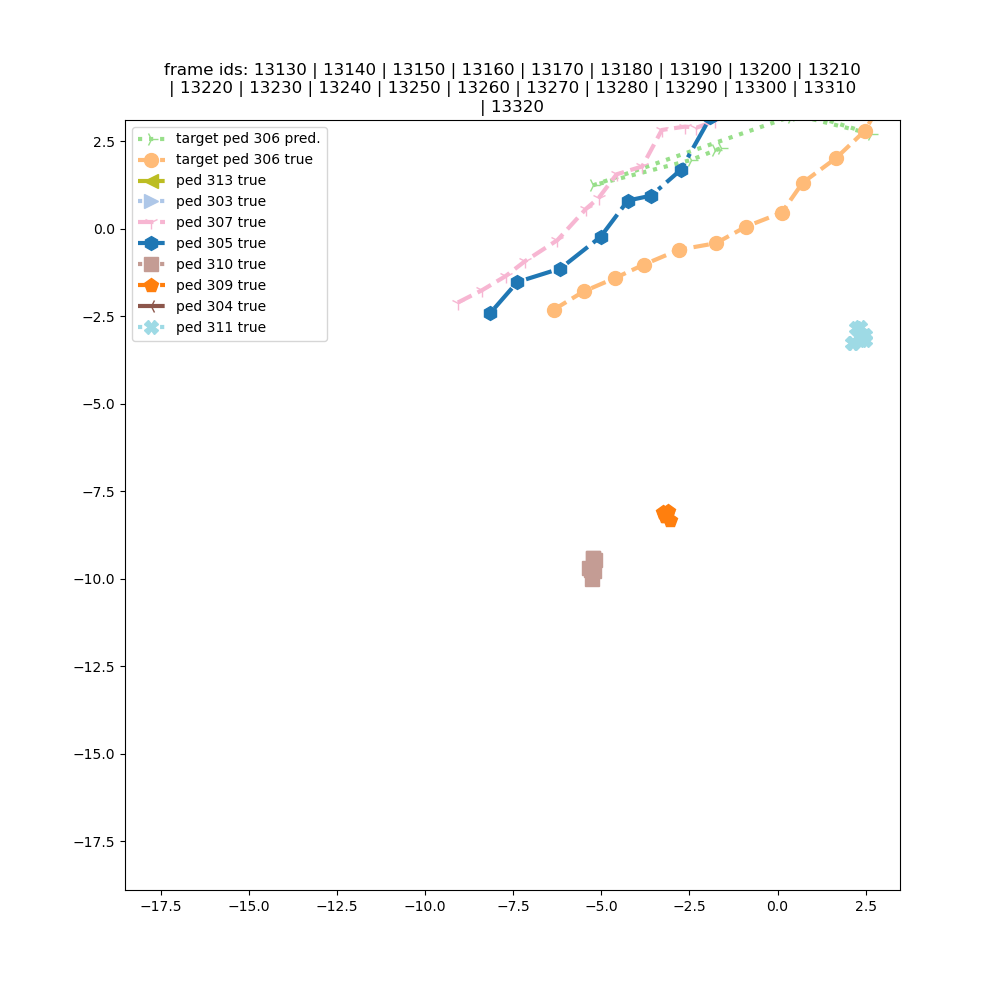 frame ids: 13130 | 13140 | 13150 | 13160 | 13170 | 13180 | 13190 | 13200 | 13210
| 13220 | 13230 | 13240 | 13250 | 13260 | 13270 | 13280 | 13290 | 13300 | 13310
| 13320
target ped 306 pred.
target ped 306 true
ped 313 true
ped 303 true
ped 307 true
ped 305 true
ped 310 true
ped 309 true
ped 304 true
ped 311 true
2.5
0.0
−2.5
−5.0
−7.5
−10.0
−12.5
−15.0
−17.5
−17.5 −15.0 −12.5 −10.0 −7.5 −5.0 −2.5 0.0 2.5